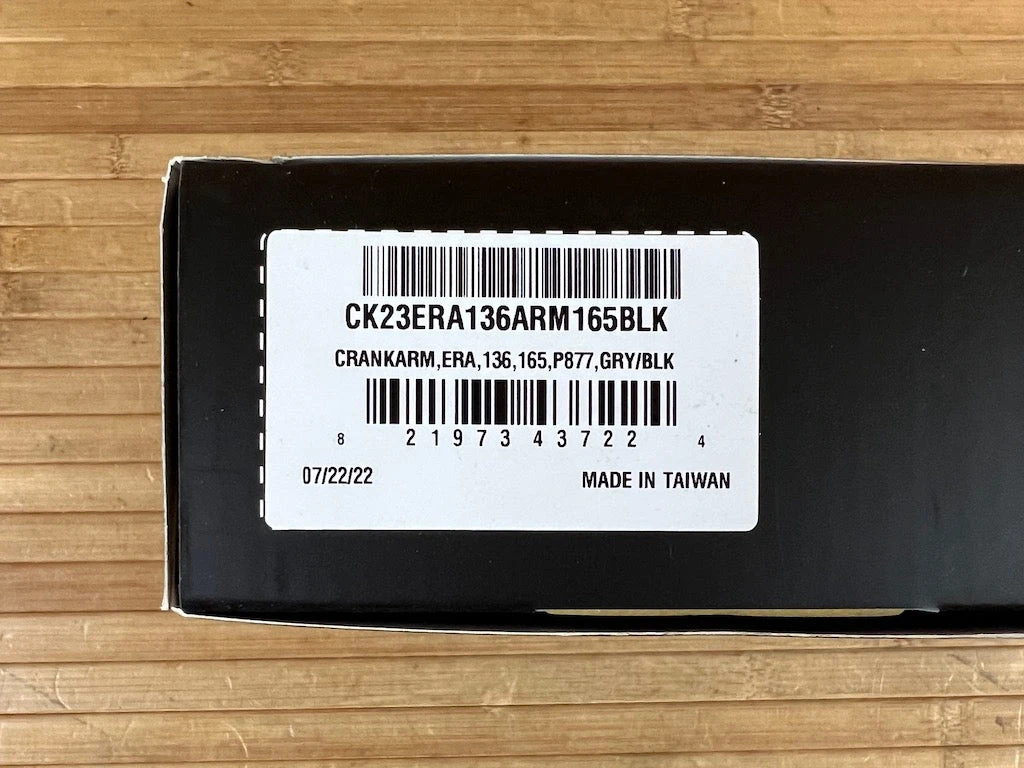 CK23ERA136ARM165BLK
CRANKARM,ERA,136,165,P877,GRY/BLK
8 21973 43722 4
07/22/22 MADE IN TAIWAN